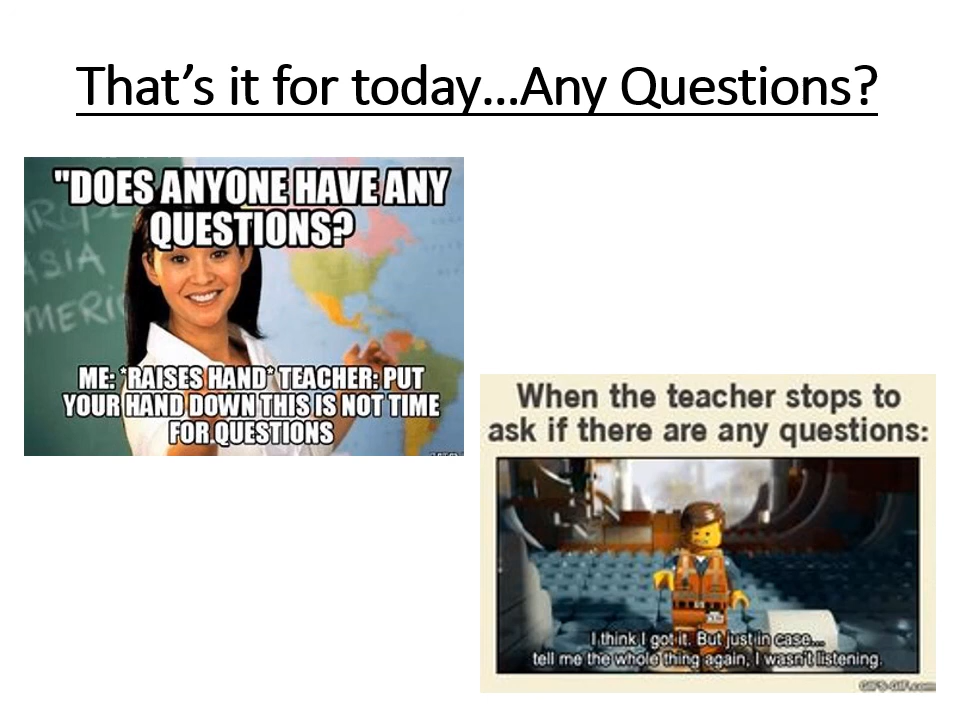 That’s it for today…Any Questions?
"DOES ANYONE HAVE ANY
QUESTIONS?
ASIA
MERIC
ME: *RAISES HAND* TEACHER: PUT
YOUR HAND DOWN THIS IS NOT TIME
FOR.QUESTIONS
When the teacher stops to
ask if there are any questions:
I think I got it. But just in case...
tell me the whole thing again, I wasn't listening.
GIFS-GIF.com